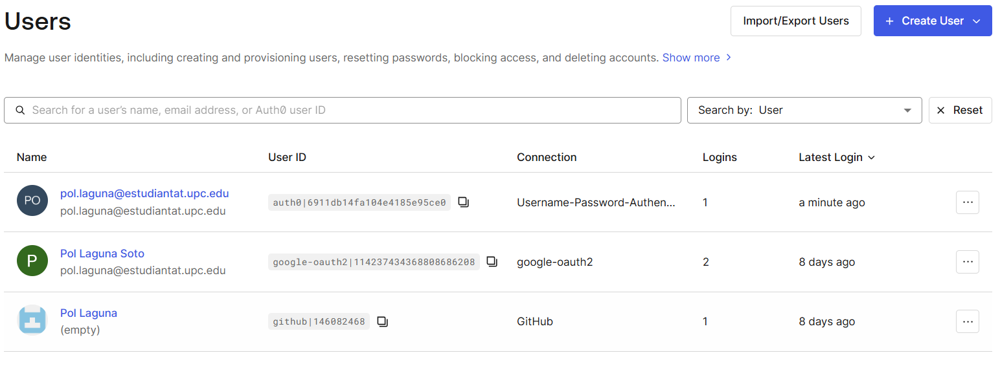 Users
Import/Export Users
+ Create User
Manage user identities, including creating and provisioning users, resetting passwords, blocking access, and deleting accounts. Show more
Search for a user’s name, email address, or Auth0 user ID
Search by: User
Reset
Name User ID Connection Logins Latest Login
PO
pol.laguna@estudiantat.upc.edu
pol.laguna@estudiantat.upc.edu
auth0|6911db14fa104e4185e95ce0
Username-Password-Authen...
1
a minute ago
P
Pol Laguna Soto
pol.laguna@estudiantat.upc.edu
google-oauth2|114237434368808686208
google-oauth2
2
8 days ago
Pol Laguna
(empty)
github|146082468
GitHub
1
8 days ago